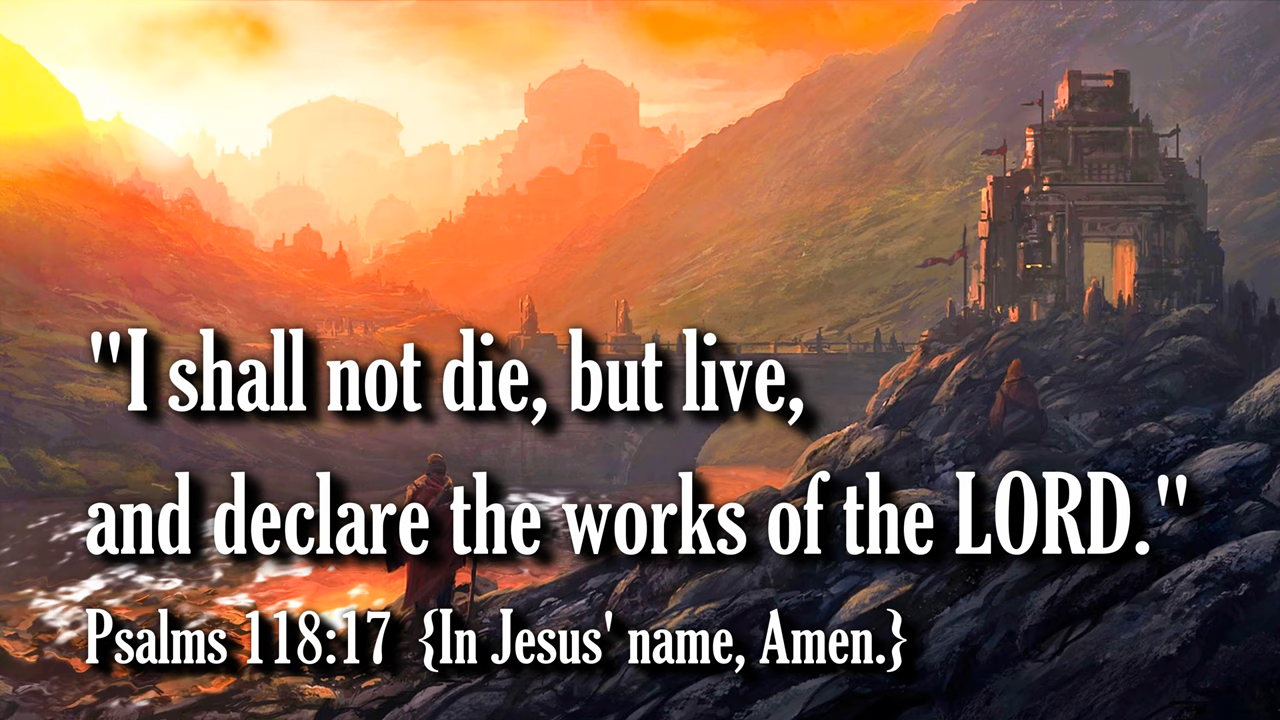 "I shall not die, but live,
and declare the works of the LORD."
Psalms 118:17 {In Jesus' name, Amen.}